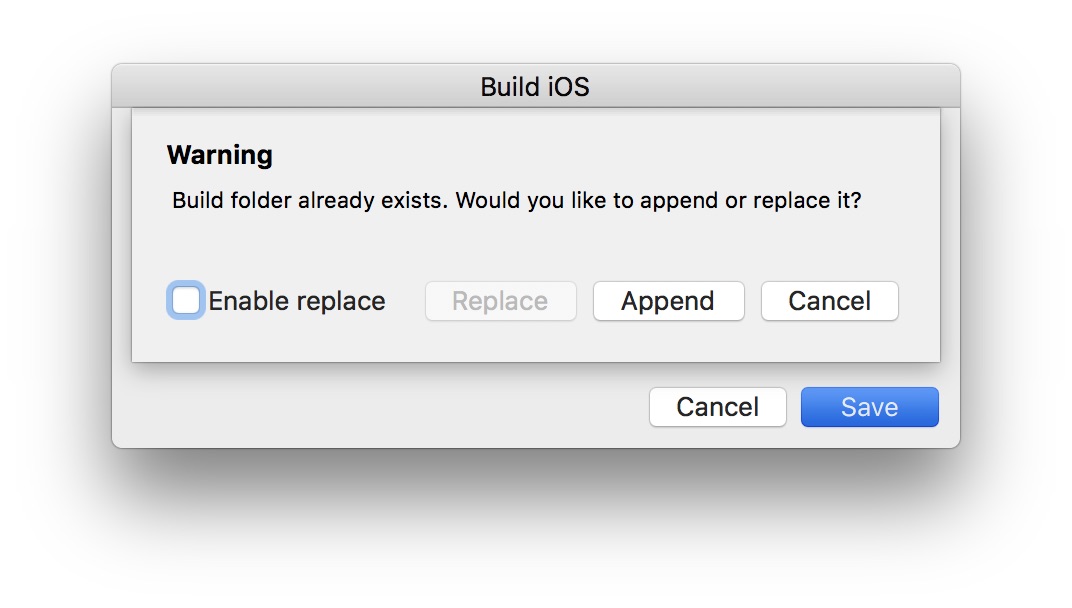 Build iOS
Warning
Build folder already exists. Would you like to append or replace it?
Enable replace Replace Append Cancel
Cancel Save